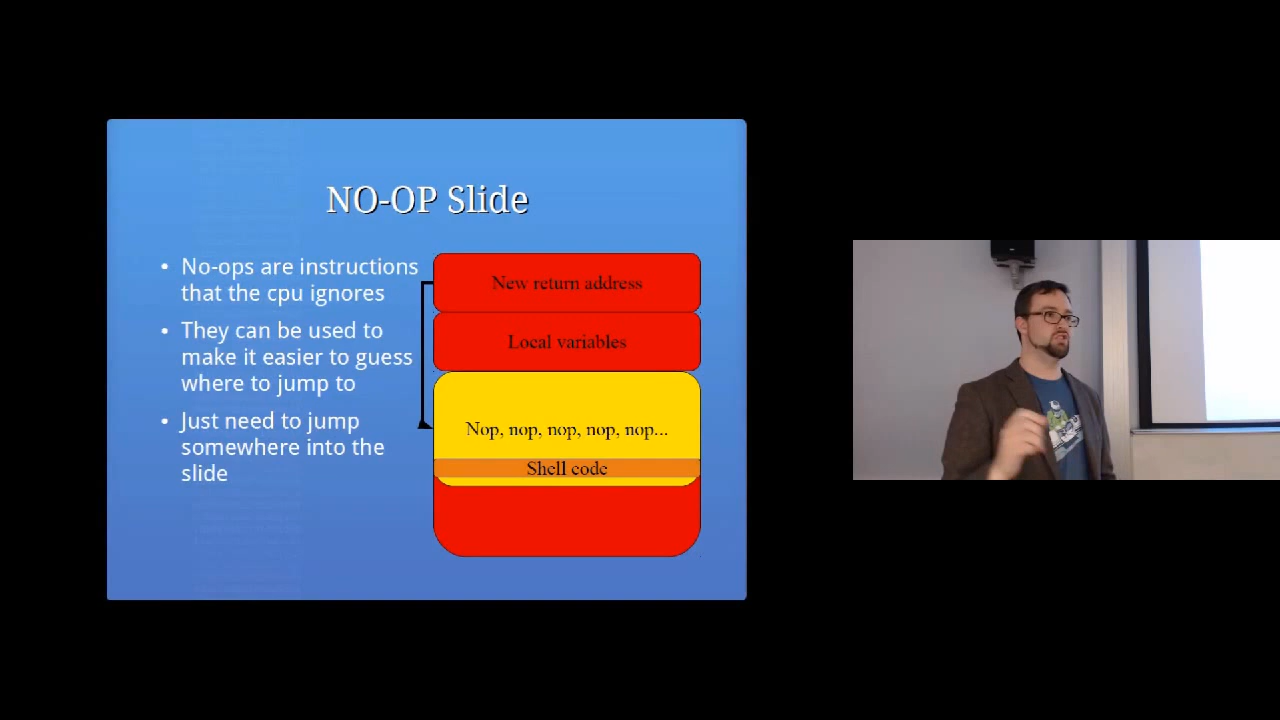 NO-OP Slide
• No-ops are instructions
that the cpu ignores
• They can be used to
make it easier to guess
where to jump to
• Just need to jump
somewhere into the
slide
New return address
Local variables
Nop, nop, nop, nop, nop...
Shell code